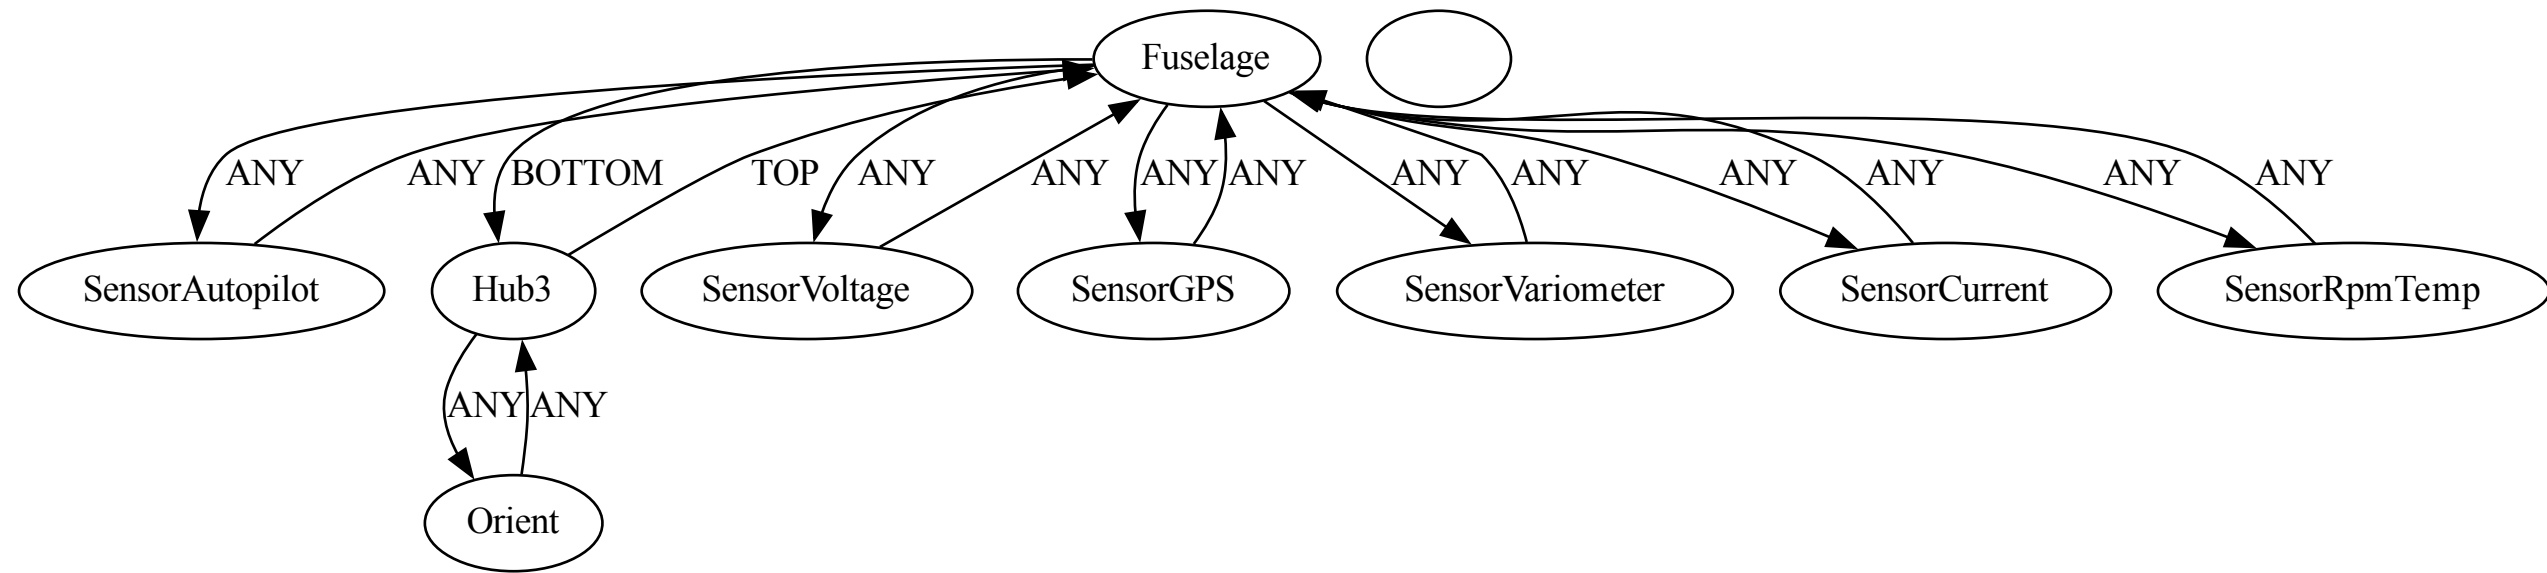 Fuselage
ANY
ANY
BOTTOM
TOP
ANY
ANY
ANY
ANY
ANY
ANY
ANY
ANY
ANY
ANY
SensorAutopilot
Hub3
SensorVoltage
SensorGPS
SensorVariometer
SensorCurrent
SensorRpmTemp
ANY
ANY
Orient